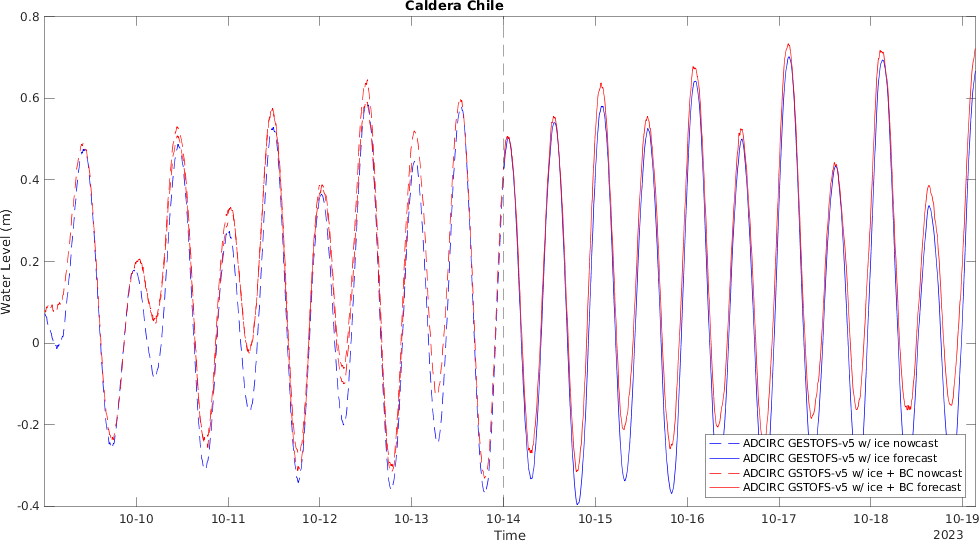 Caldera Chile
0.8
0.6
0.4
0.2
0
-0.2
-0.4
Water Level (m)
10-10
10-11
10-12
10-13
10-14
10-15
10-16
10-17
10-18
10-19
Time
2023
ADCIRC GESTOFS-v5 w/ ice nowcast
ADCIRC GESTOFS-v5 w/ ice forecast
ADCIRC GSTOFS-v5 w/ ice + BC nowcast
ADCIRC GSTOFS-v5 w/ ice + BC forecast